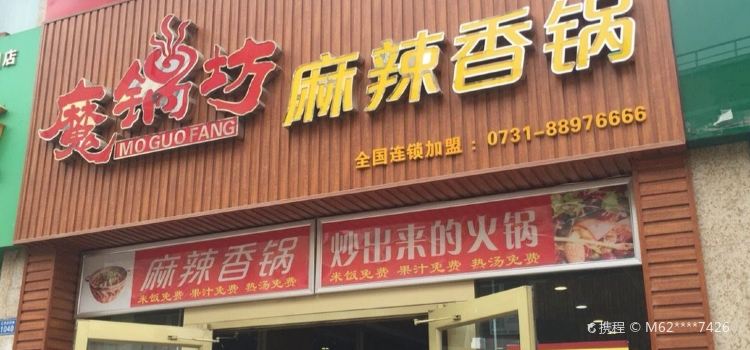 魔锅坊
MO GUO FANG
麻辣香锅
全国连锁加盟：0731-88976666
麻辣香锅
米饭免费 果汁免费 热汤免费
炒出来的火锅
米饭免费 果汁免费 热汤免费
店
1040
携程 © M62****7426